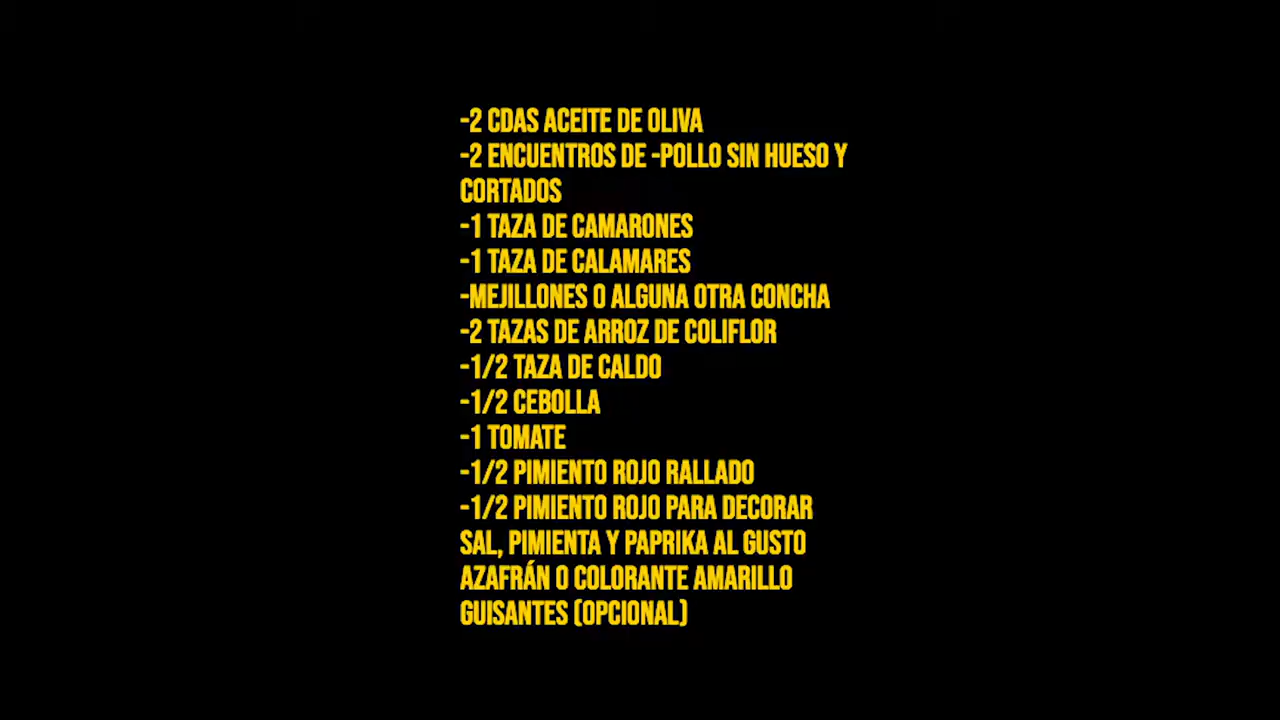 -2 CDAS ACEITE DE OLIVA
-2 ENCUENTROS DE -POLLO SIN HUESO Y
CORTADOS
-1 TAZA DE CAMARONES
-1 TAZA DE CALAMARES
-MEJILLONES O ALGUNA OTRA CONCHA
-2 TAZAS DE ARROZ DE COLIFLOR
-1/2 TAZA DE CALDO
-1/2 CEBOLLA
-1 TOMATE
-1/2 PIMIENTO ROJO RALLADO
-1/2 PIMIENTO ROJO PARA DECORAR
SAL, PIMIENTA Y PAPRIKA AL GUSTO
AZAFRÁN O COLORANTE AMARILLO
GUISANTES (OPCIONAL)